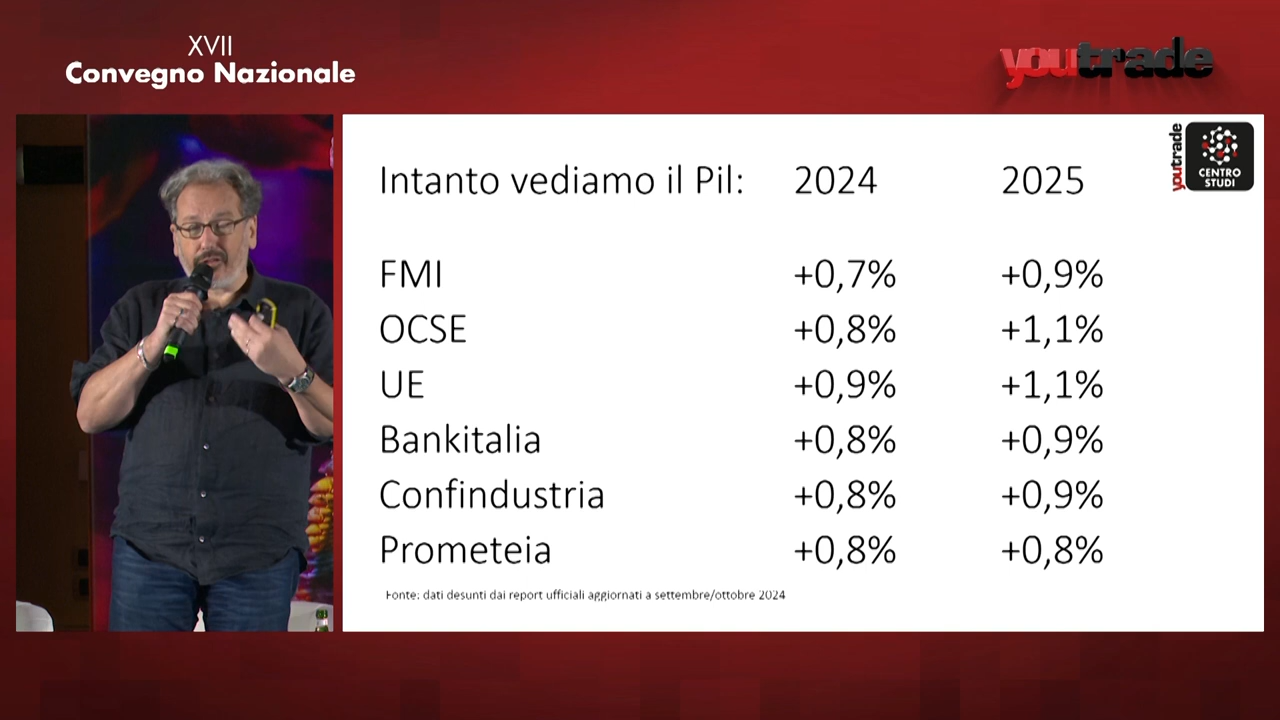 XVII
Convegno Nazionale
youtrade
youtrade
CENTRO
STUDI
Intanto vediamo il Pil: 2024 2025
FMI +0,7% +0,9%
OCSE +0,8% +1,1%
UE +0,9% +1,1%
Bankitalia +0,8% +0,9%
Confindustria +0,8% +0,9%
Prometeia +0,8% +0,8%
Fonte: dati desunti dai report ufficiali aggiornati a settembre/ottobre 2024